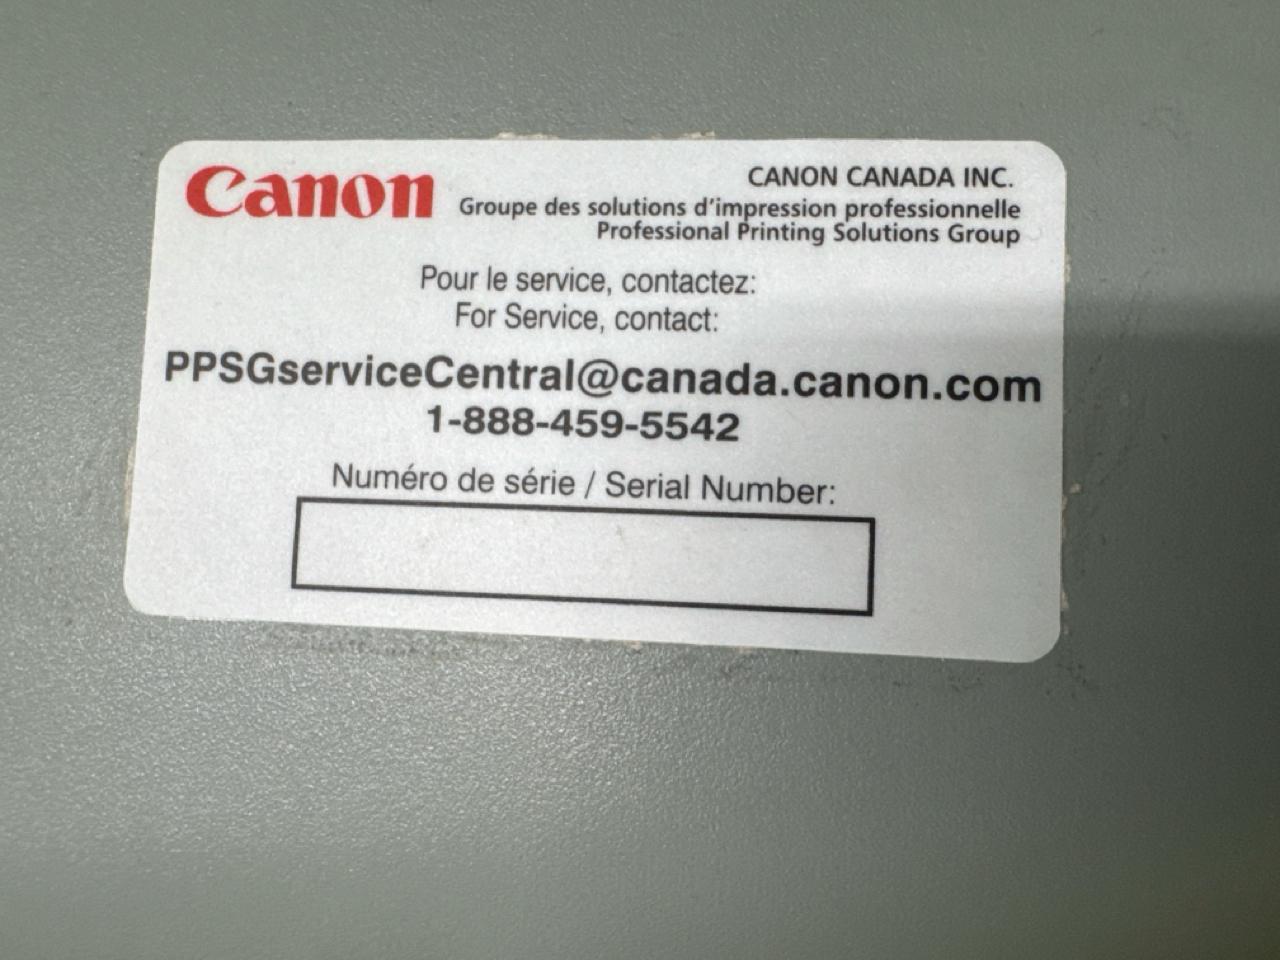 Canon
CANON CANADA INC.
Groupe des solutions d'impression professionnelle
Professional Printing Solutions Group
Pour le service, contactez:
For Service, contact:
PPSGserviceCentral@canada.canon.com
1-888-459-5542
Numéro de série / Serial Number: